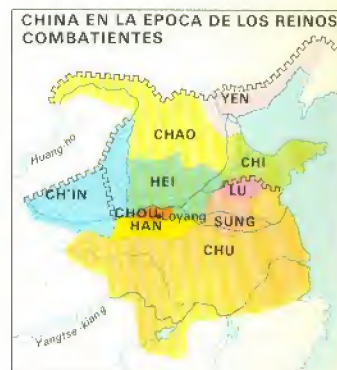 CHINA EN LA EPOCA DE LOS REINOS
COMBATIENTES
YEN
CHAO
Huang-ho
CHI
HEI
LU
CH'IN
CHOU
Loyang
SUNG
HAN
CHU
Yangtse-kiang